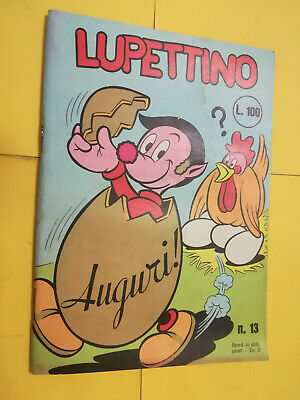 LUPETTINO
L. 100
?
Auguri!
n. 13
Sped. in abb.
post. - Gr. II